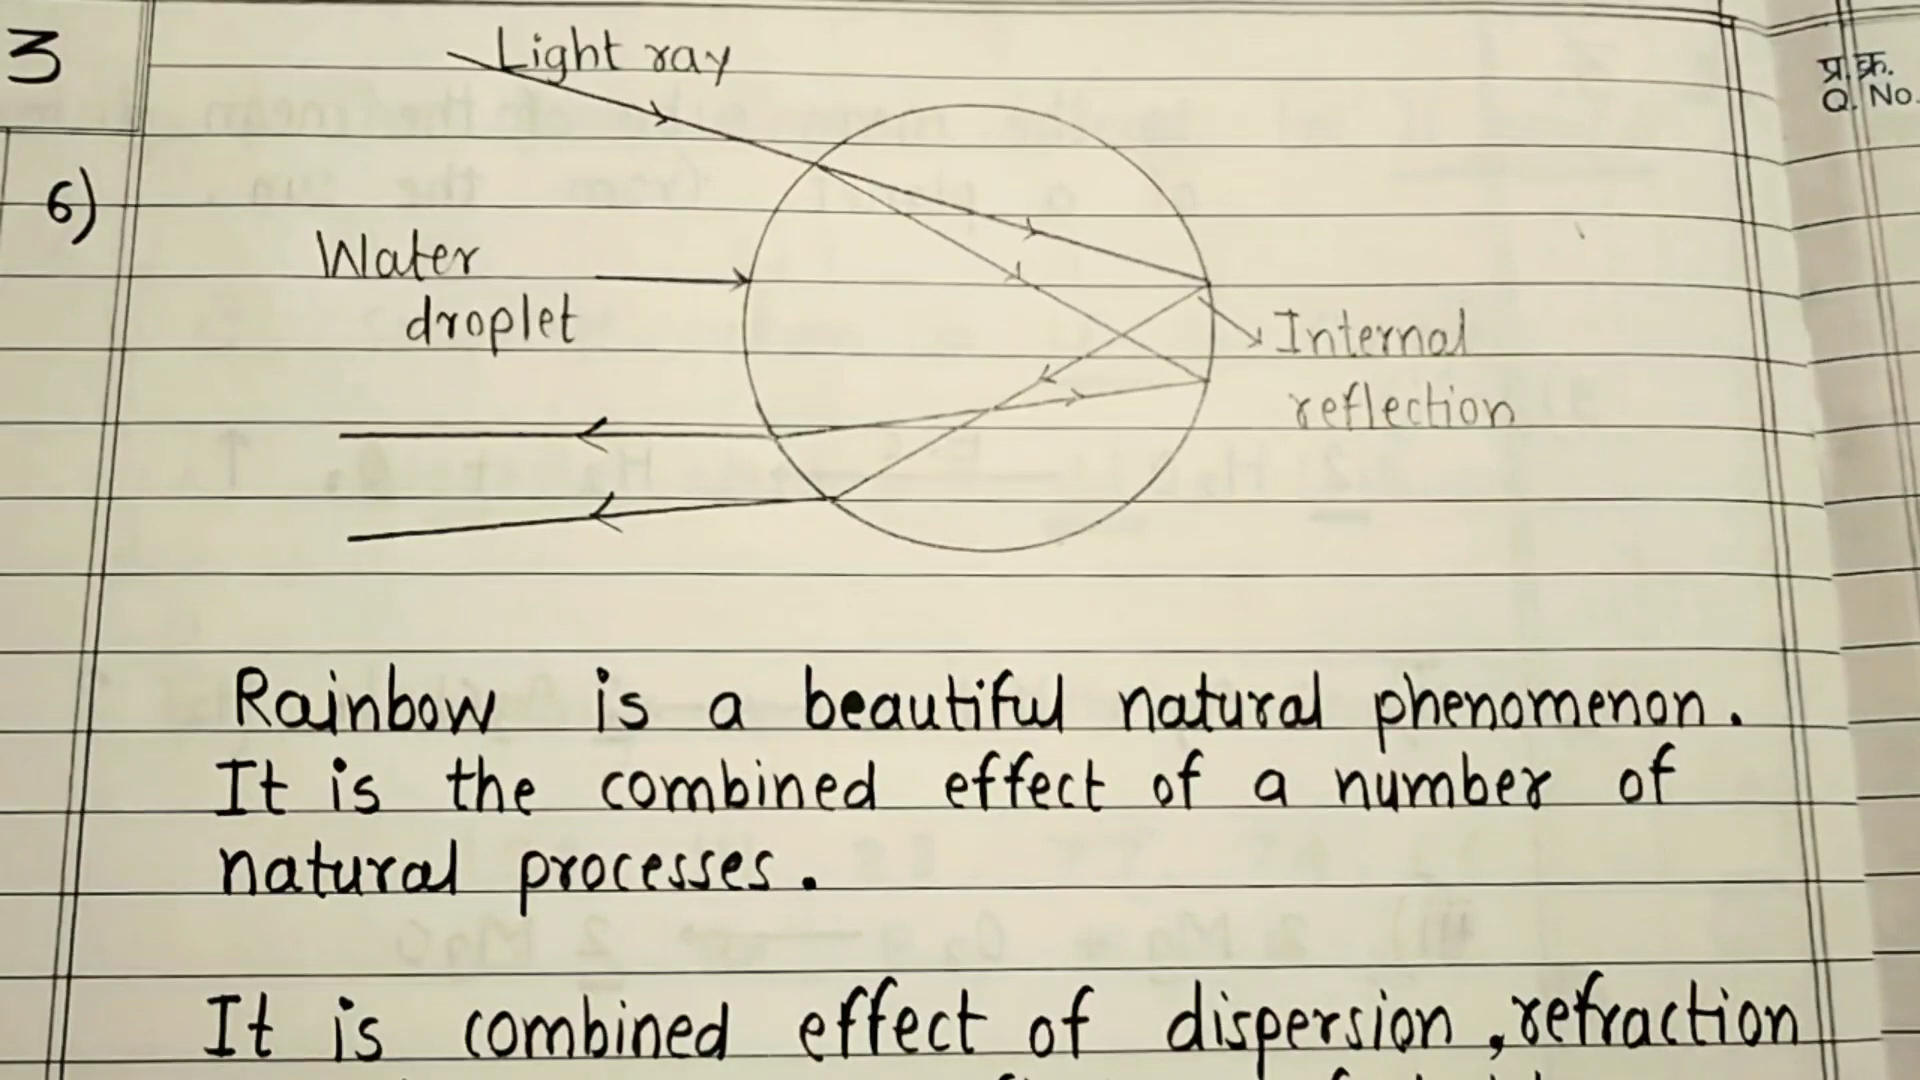 3
प्र. क्र.
Q. No.
6)
Light ray
Water
droplet
Internal
reflection
Rainbow is a beautiful natural phenomenon.
It is the combined effect of a number of
natural processes.
It is combined effect of dispersion, refraction